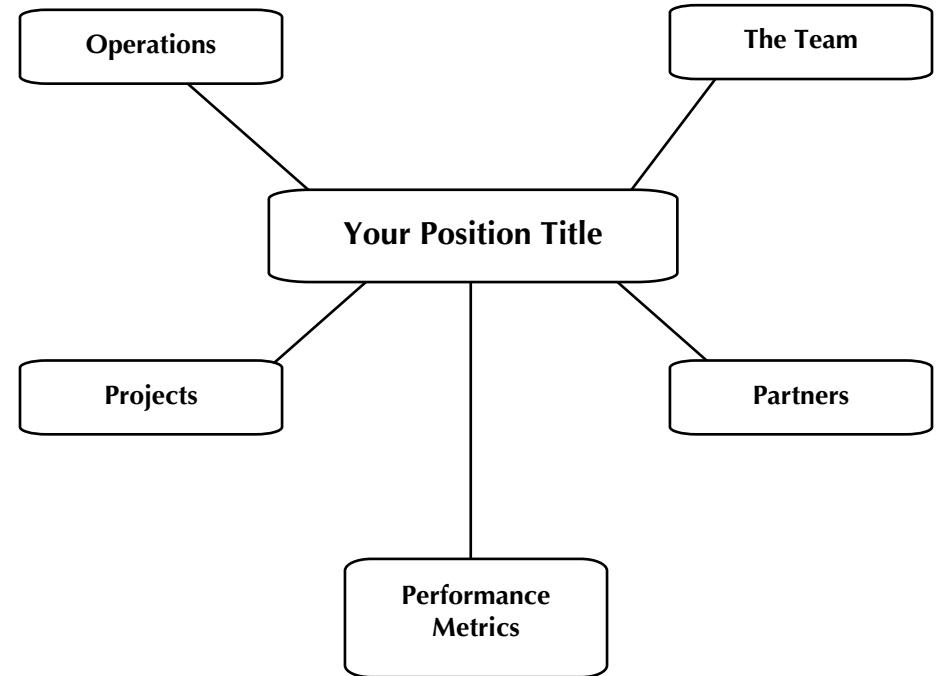 Operations
The Team
Your Position Title
Projects
Partners
Performance
Metrics